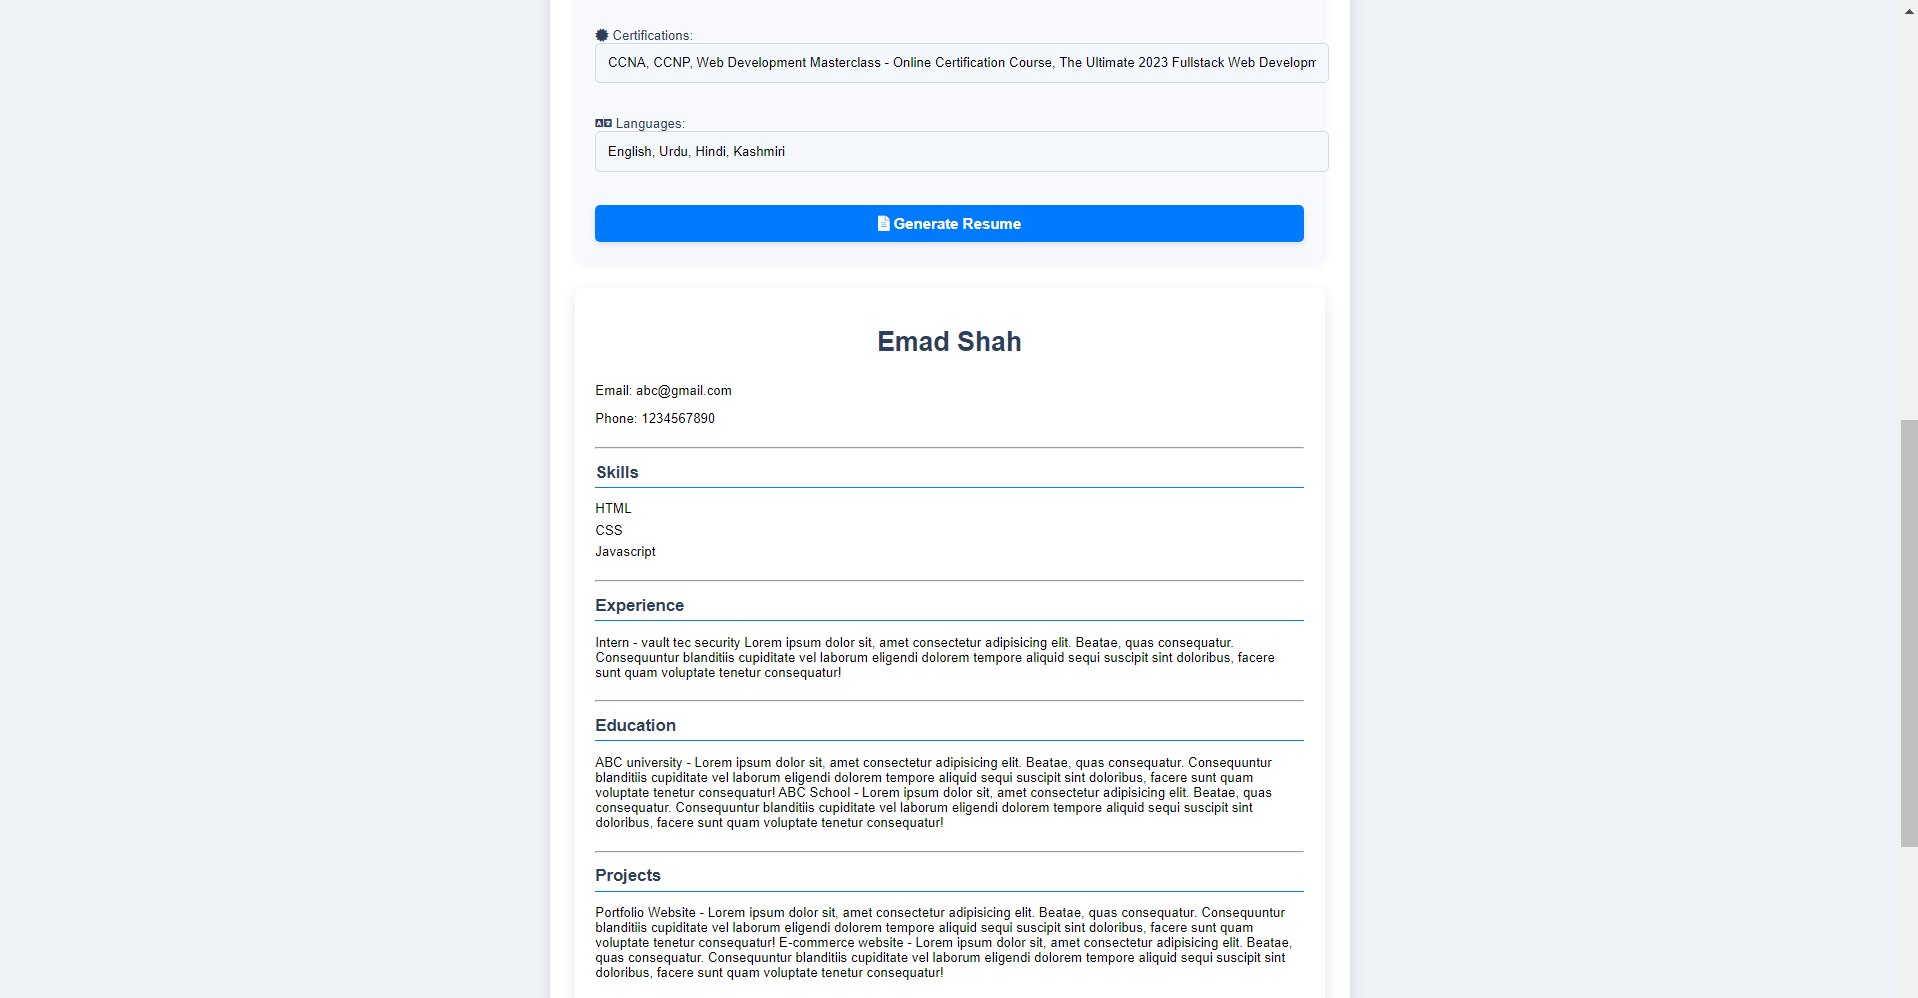 Certifications:
CCNA, CCNP, Web Development Masterclass - Online Certification Course, The Ultimate 2023 Fullstack Web Developm
Languages:
English, Urdu, Hindi, Kashmiri
Generate Resume
Emad Shah
Email: abc@gmail.com
Phone: 1234567890
Skills
HTML
CSS
Javascript
Experience
Intern - vault tec security Lorem ipsum dolor sit, amet consectetur adipisicing elit. Beatae, quas consequatur.
Consequuntur blanditiis cupiditate vel laborum eligendi dolorem tempore aliquid sequi suscipit sint doloribus, facere
sunt quam voluptate tenetur consequatur!
Education
ABC university - Lorem ipsum dolor sit, amet consectetur adipisicing elit. Beatae, quas consequatur. Consequuntur
blanditiis cupiditate vel laborum eligendi dolorem tempore aliquid sequi suscipit sint doloribus, facere sunt quam
voluptate tenetur consequatur! ABC School - Lorem ipsum dolor sit, amet consectetur adipisicing elit. Beatae, quas
consequatur. Consequuntur blanditiis cupiditate vel laborum eligendi dolorem tempore aliquid sequi suscipit sint
doloribus, facere sunt quam voluptate tenetur consequatur!
Projects
Portfolio Website - Lorem ipsum dolor sit, amet consectetur adipisicing elit. Beatae, quas consequatur. Consequuntur
blanditiis cupiditate vel laborum eligendi dolorem tempore aliquid sequi suscipit sint doloribus, facere sunt quam
voluptate tenetur consequatur! E-commerce website - Lorem ipsum dolor sit, amet consectetur adipisicing elit. Beatae,
quas consequatur. Consequuntur blanditiis cupiditate vel laborum eligendi dolorem tempore aliquid sequi suscipit sint
doloribus, facere sunt quam voluptate tenetur consequatur!